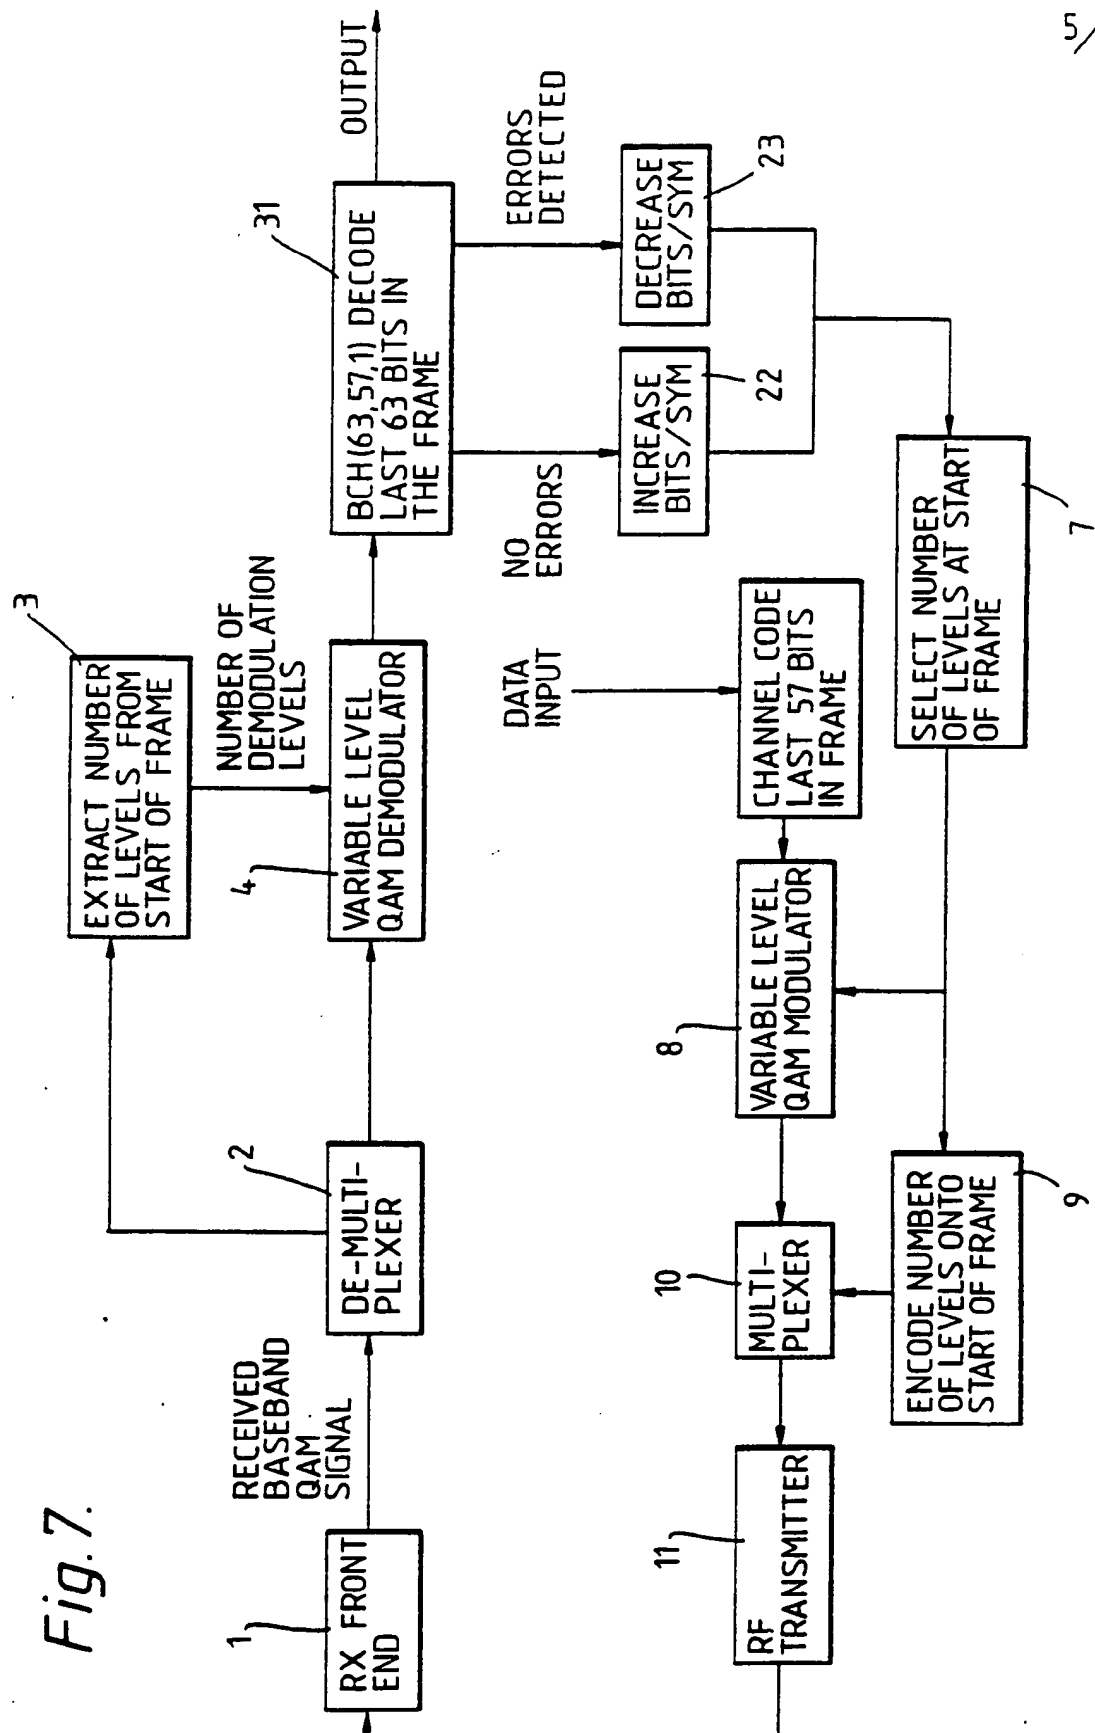 Fig. 7.
5/
1
RX FRONT
END
RECEIVED
BASEBAND
QAM
SIGNAL
2
DE-MULTI-
PLEXER
3
EXTRACT NUMBER
OF LEVELS FROM
START OF FRAME
NUMBER OF
DEMODULATION
LEVELS
4
VARIABLE LEVEL
QAM DEMODULATOR
31
BCH(63,57,1) DECODE
LAST 63 BITS IN
THE FRAME
OUTPUT
NO
ERRORS
ERRORS
DETECTED
INCREASE
BITS/SYM
22
DECREASE
BITS/SYM
23
DATA
INPUT
CHANNEL CODE
LAST 57 BITS
IN FRAME
SELECT NUMBER
OF LEVELS AT START
OF FRAME
7
8
VARIABLE LEVEL
QAM MODULATOR
ENCODE NUMBER
OF LEVELS ONTO
START OF FRAME
9
10
MULTI-
PLEXER
11
RF
TRANSMITTER